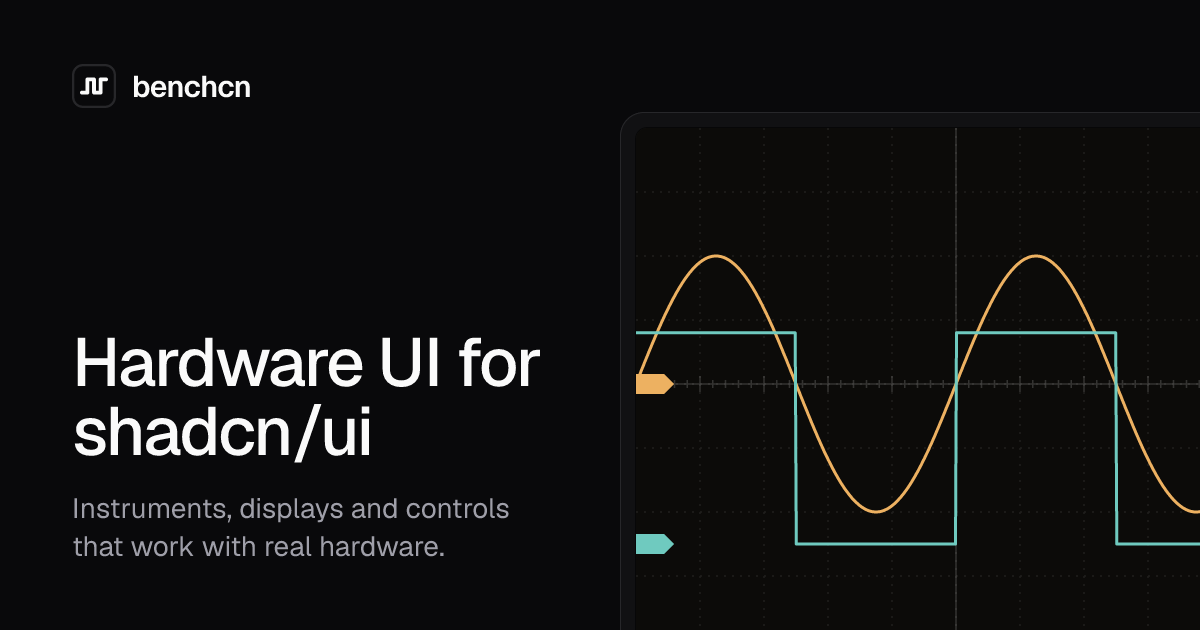 benchcn
Hardware UI for
shadcn/ui
Instruments, displays and controls
that work with real hardware.